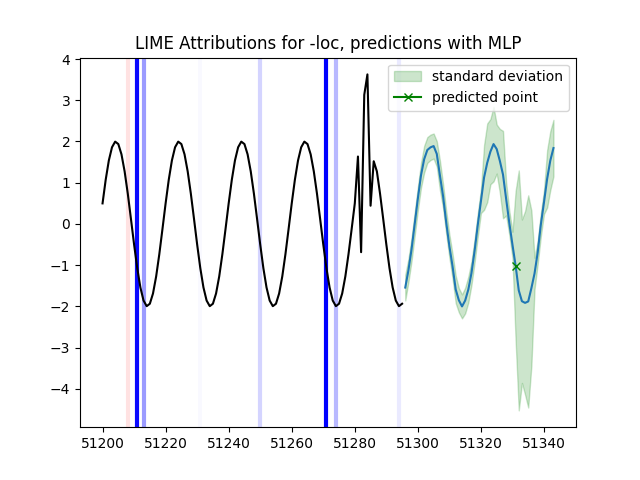 LIME Attributions for -loc, predictions with MLP
standard deviation
predicted point
4
3
2
1
0
−1
−2
−3
−4
51200 51220 51240 51260 51280 51300 51320 51340